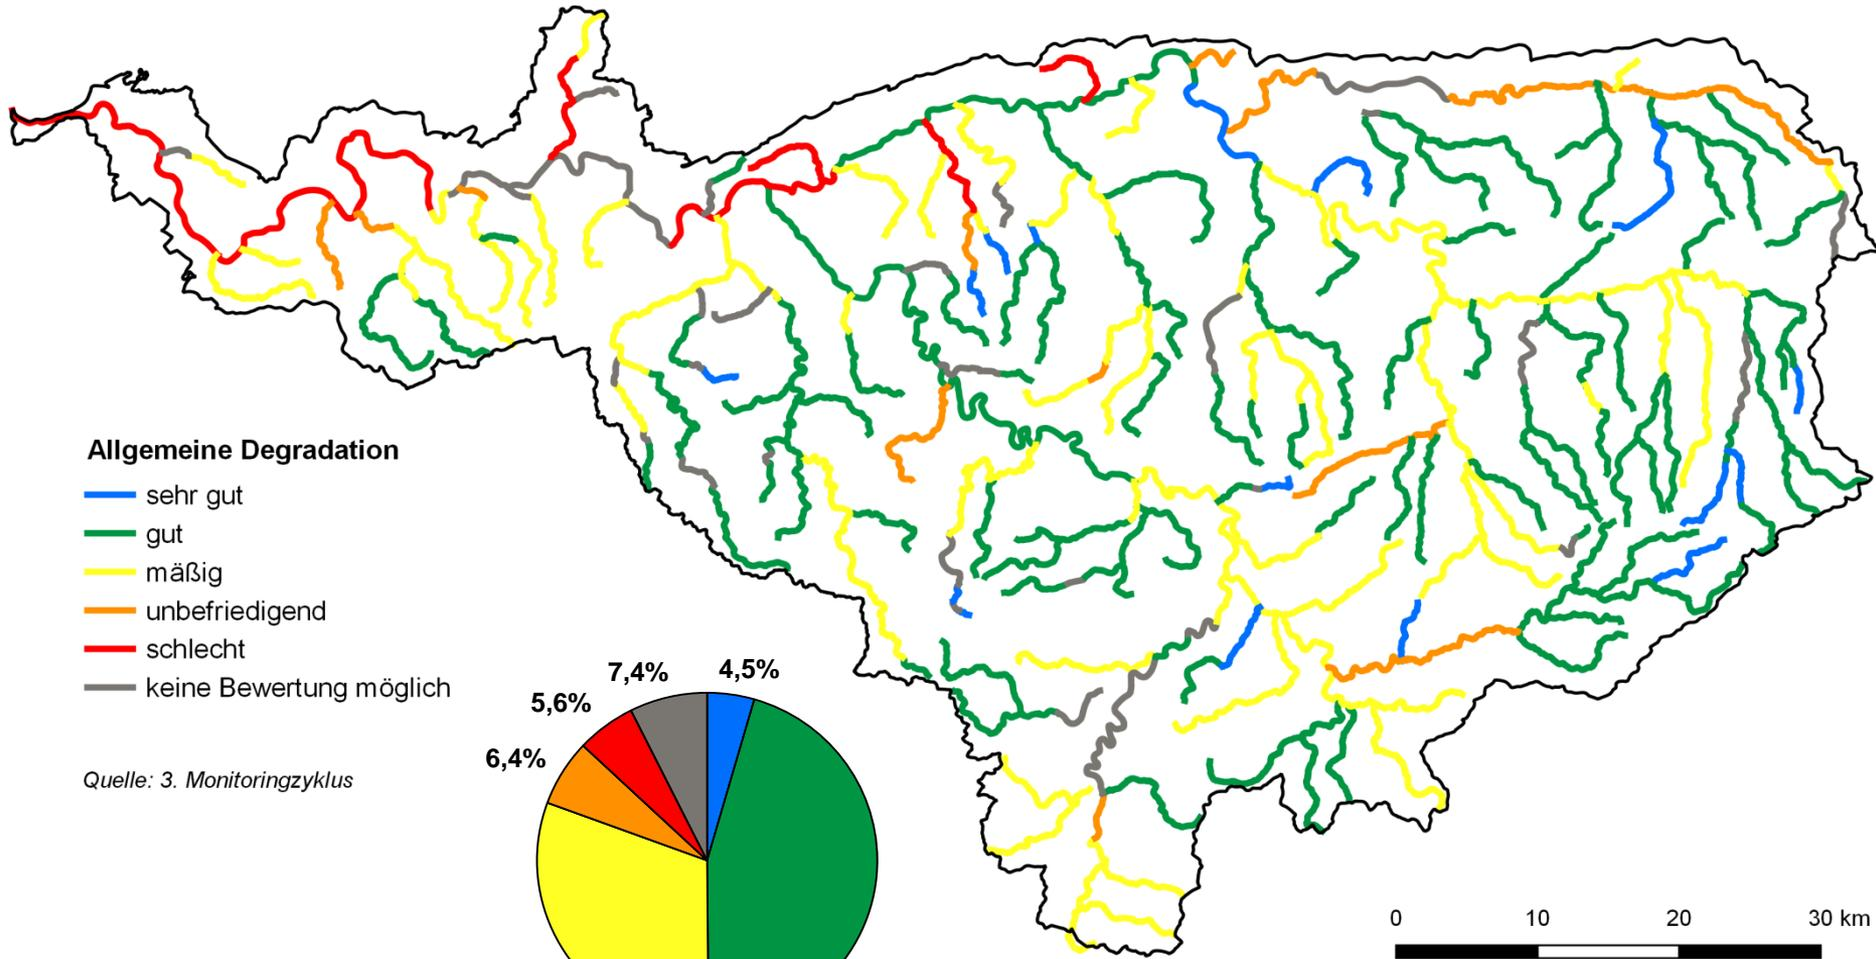 Allgemeine Degradation
sehr gut
gut
mäßig
unbefriedigend
schlecht
keine Bewertung möglich
Quelle: 3. Monitoringzyklus
7,4%
4,5%
5,6%
6,4%
0 10 20 30 km